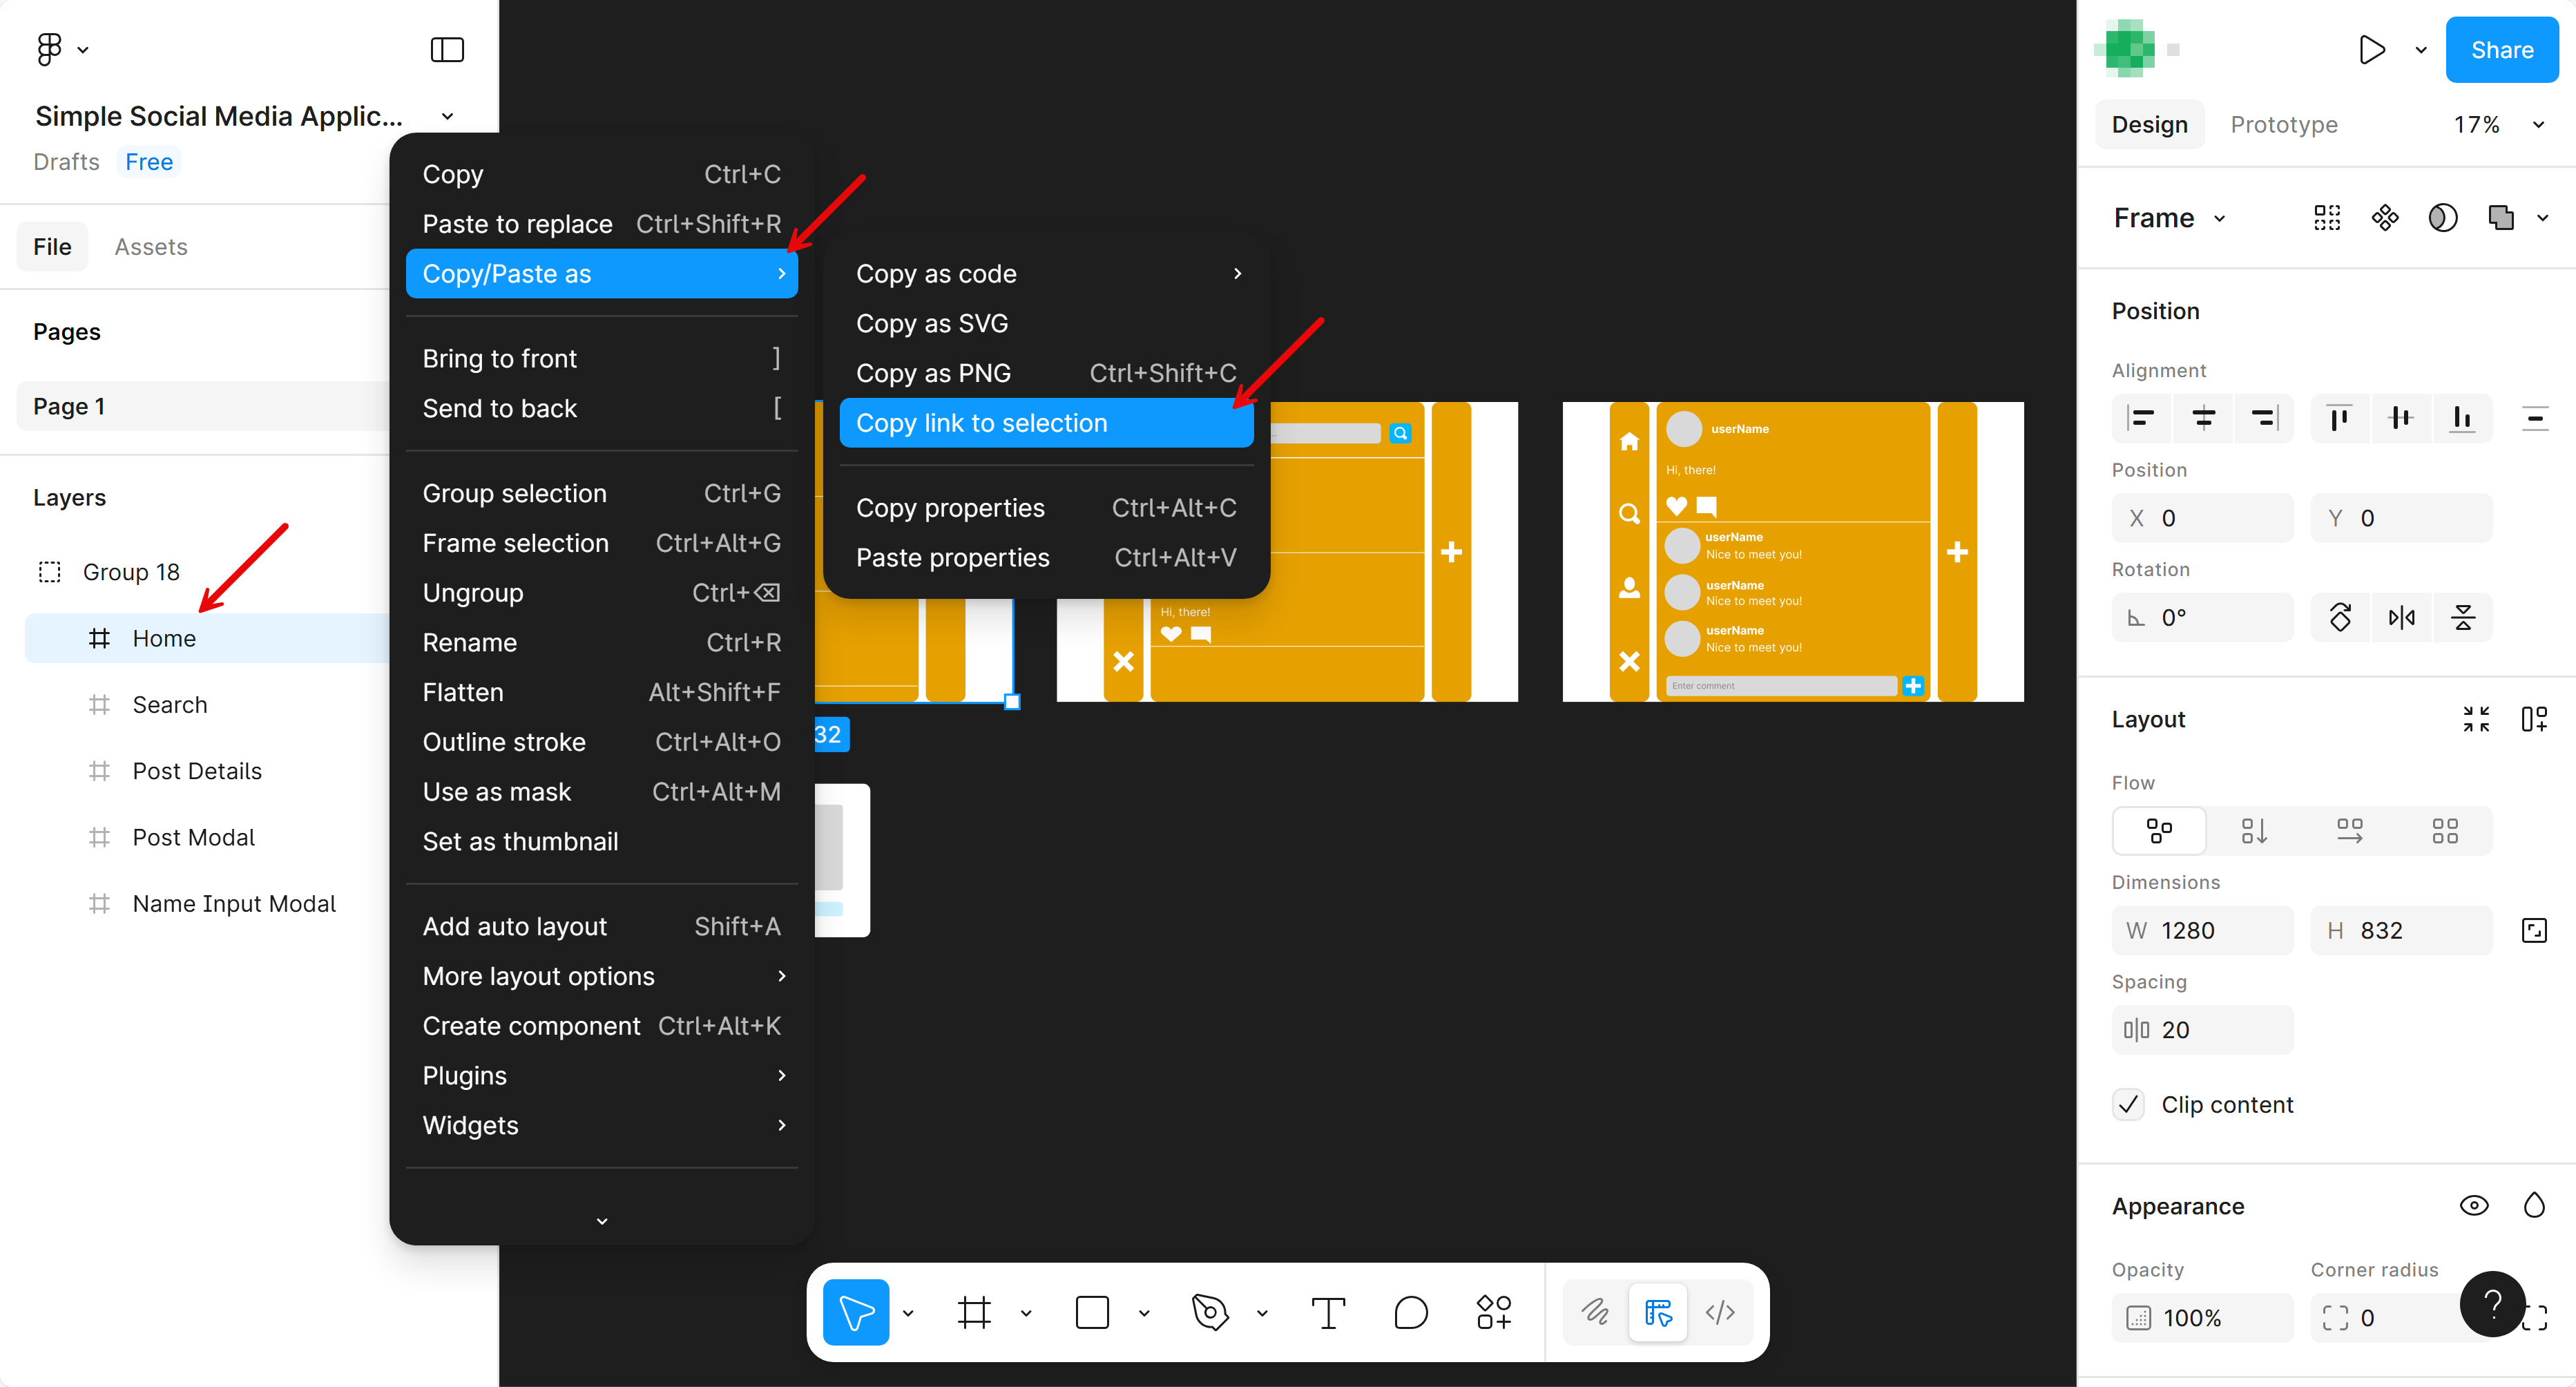 Simple Social Media Applic...
Drafts Free
File Assets
Pages
Page 1
Layers
Group 18
Home
Search
Post Details
Post Modal
Name Input Modal
Copy Ctrl+C
Paste to replace Ctrl+Shift+R
Copy/Paste as
Bring to front ]
Send to back [
Group selection Ctrl+G
Frame selection Ctrl+Alt+G
Ungroup Ctrl+⌫
Rename Ctrl+R
Flatten Alt+Shift+F
Outline stroke Ctrl+Alt+O
Use as mask Ctrl+Alt+M
Set as thumbnail
Add auto layout Shift+A
More layout options
Create component Ctrl+Alt+K
Plugins
Widgets
Copy as code
Copy as SVG
Copy as PNG Ctrl+Shift+C
Copy link to selection
Copy properties Ctrl+Alt+C
Paste properties Ctrl+Alt+V
32
Hi, there!
userName
Hi, there!
userName
Nice to meet you!
userName
Nice to meet you!
userName
Nice to meet you!
Enter comment
Share
Design Prototype 17%
Frame
Position
Alignment
Position
X 0 Y 0
Rotation
0°
Layout
Flow
Dimensions
W 1280 H 832
Spacing
20
Clip content
Appearance
Opacity Corner radius
100% 0
?